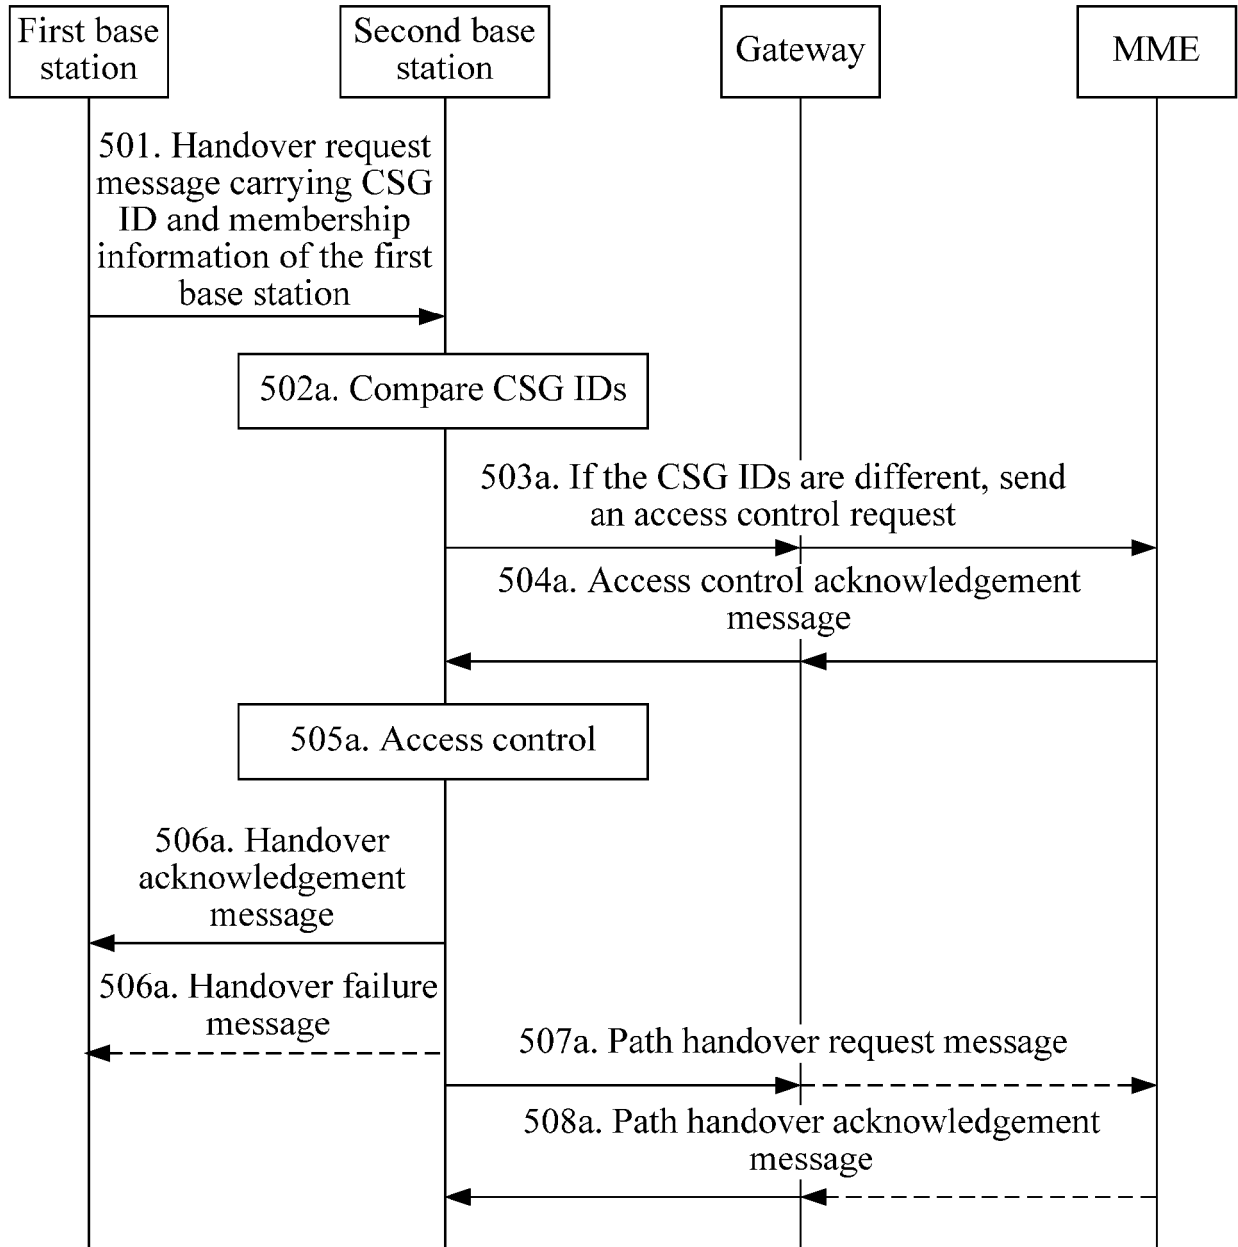 First base
station
Second base
station
Gateway
MME
501. Handover request
message carrying CSG
ID and membership
information of the first
base station
502a. Compare CSG IDs
503a. If the CSG IDs are different, send
an access control request
504a. Access control acknowledgement
message
505a. Access control
506a. Handover
acknowledgement
message
506a. Handover failure
message
507a. Path handover request message
508a. Path handover acknowledgement
message